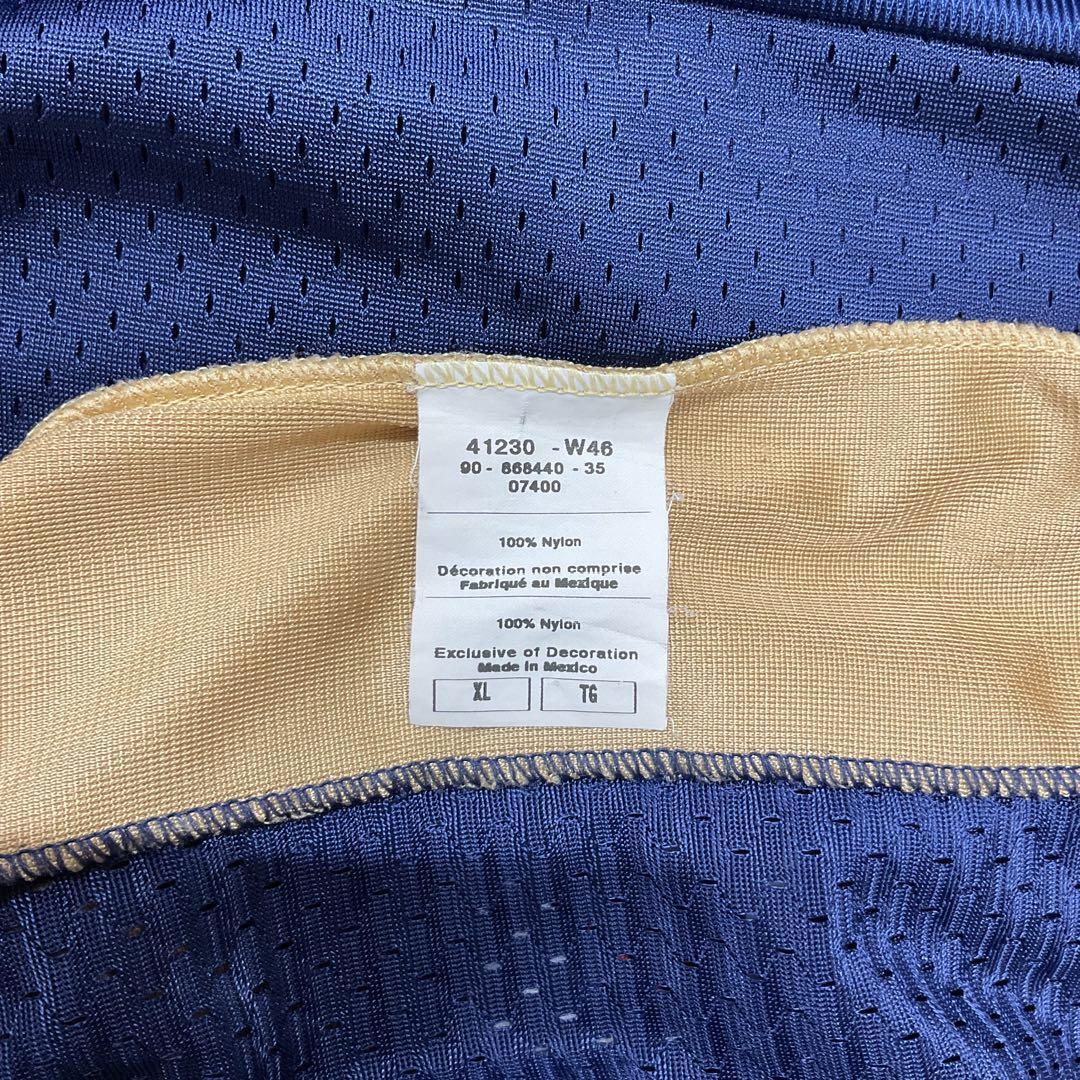 41230 -W46
90 - 868440 - 35
07400
100% Nylon
Décoration non comprise
Fabriqué au Mexique
100% Nylon
Exclusive of Decoration
Made in Mexico
XL TG